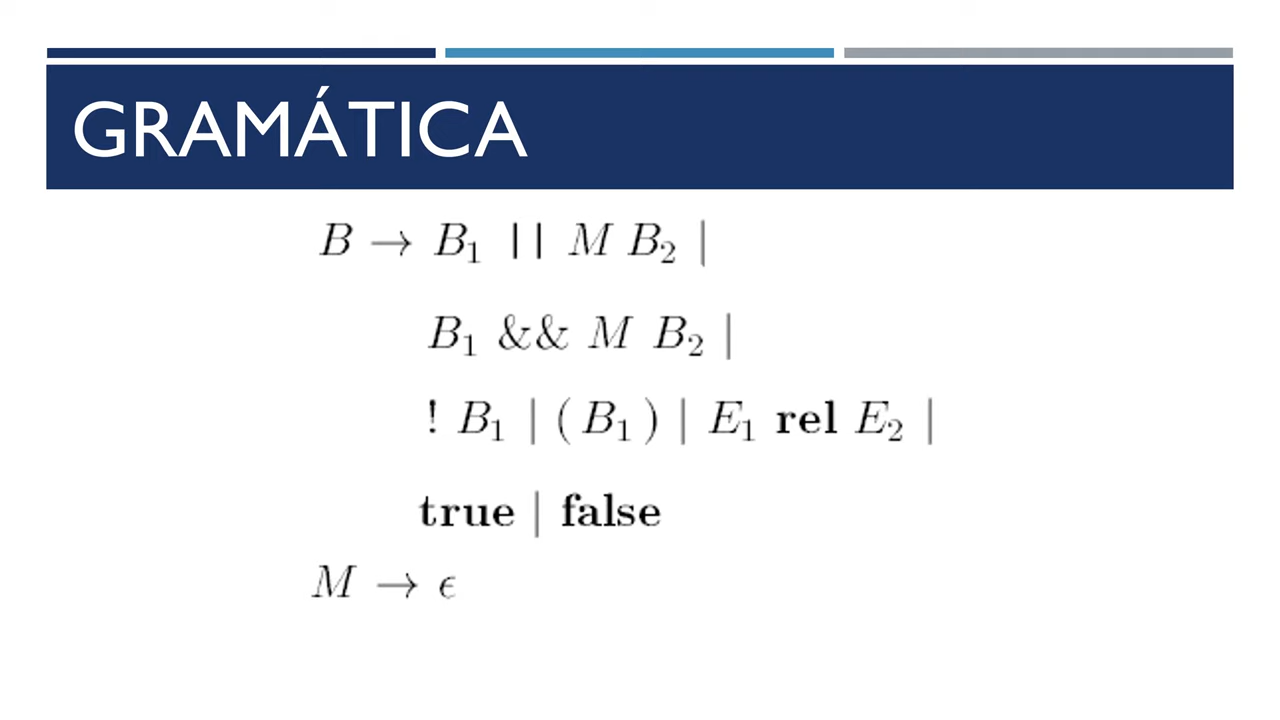 GRAMÁTICA
B → B₁ || M B₂ |
B₁ && M B₂ |
! B₁ | ( B₁ ) | E₁ rel E₂ |
true | false
M → ϵ